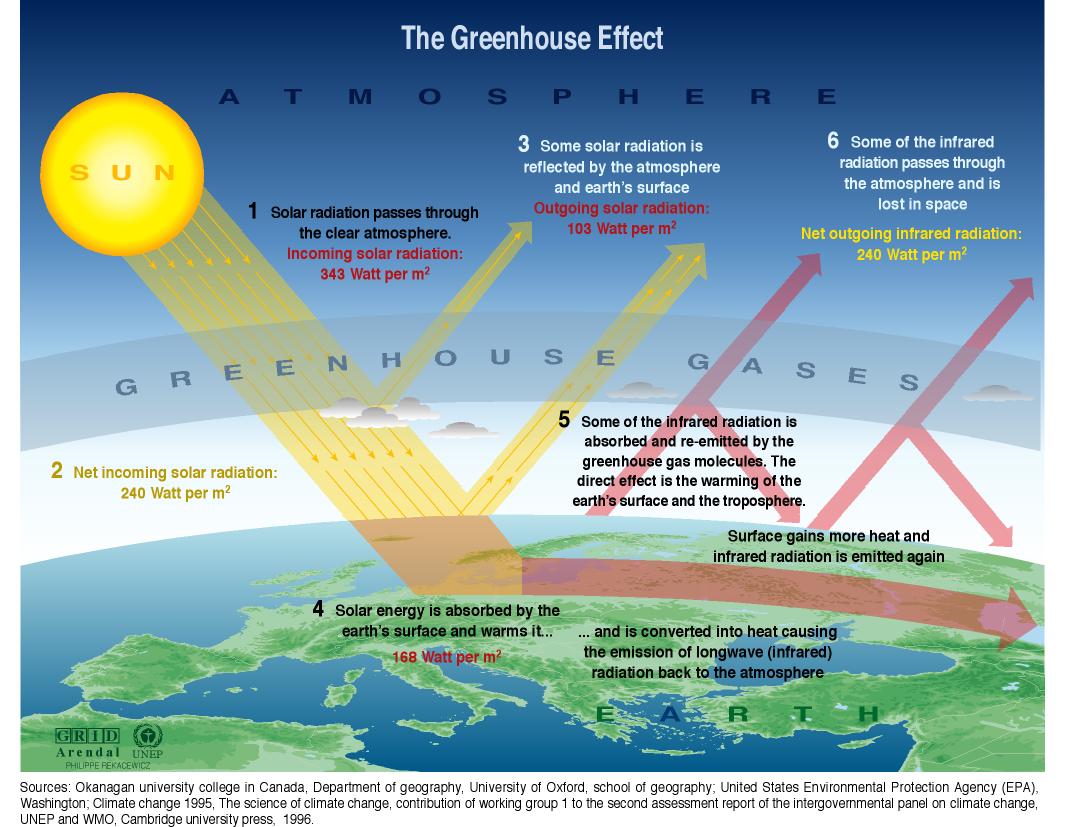 The Greenhouse Effect
ATMOSPHERE
SUN
1 Solar radiation passes through
the clear atmosphere.
Incoming solar radiation:
343 Watt per m²
2 Net incoming solar radiation:
240 Watt per m²
3 Some solar radiation is
reflected by the atmosphere
and earth's surface
Outgoing solar radiation:
103 Watt per m²
6 Some of the infrared
radiation passes through
the atmosphere and is
lost in space
Net outgoing infrared radiation:
240 Watt per m²
GREENHOUSE GASES
5 Some of the infrared radiation is
absorbed and re-emitted by the
greenhouse gas molecules. The
direct effect is the warming of the
earth's surface and the troposphere.
Surface gains more heat and
infrared radiation is emitted again
4 Solar energy is absorbed by the
earth's surface and warms it...
168 Watt per m²
... and is converted into heat causing
the emission of longwave (infrared)
radiation back to the atmosphere
EARTH
GRID
Arendal
UNEP
PHILIPPE REKACEWICZ
Sources: Okanagan university college in Canada, Department of geography, University of Oxford, school of geography; United States Environmental Protection Agency (EPA),
Washington; Climate change 1995, The science of climate change, contribution of working group 1 to the second assessment report of the intergovernmental panel on climate change,
UNEP and WMO, Cambridge university press, 1996.